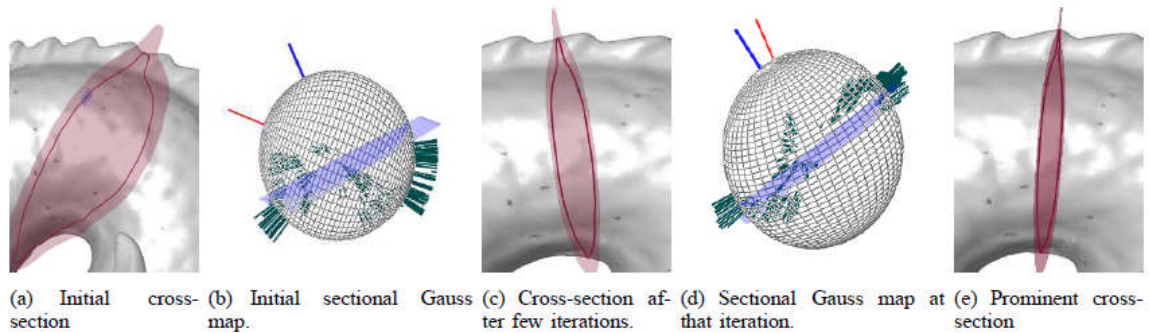 (a) Initial cross-
section
(b) Initial sectional Gauss
map.
(c) Cross-section af-
ter few iterations.
(d) Sectional Gauss map at
that iteration.
(e) Prominent cross-
section